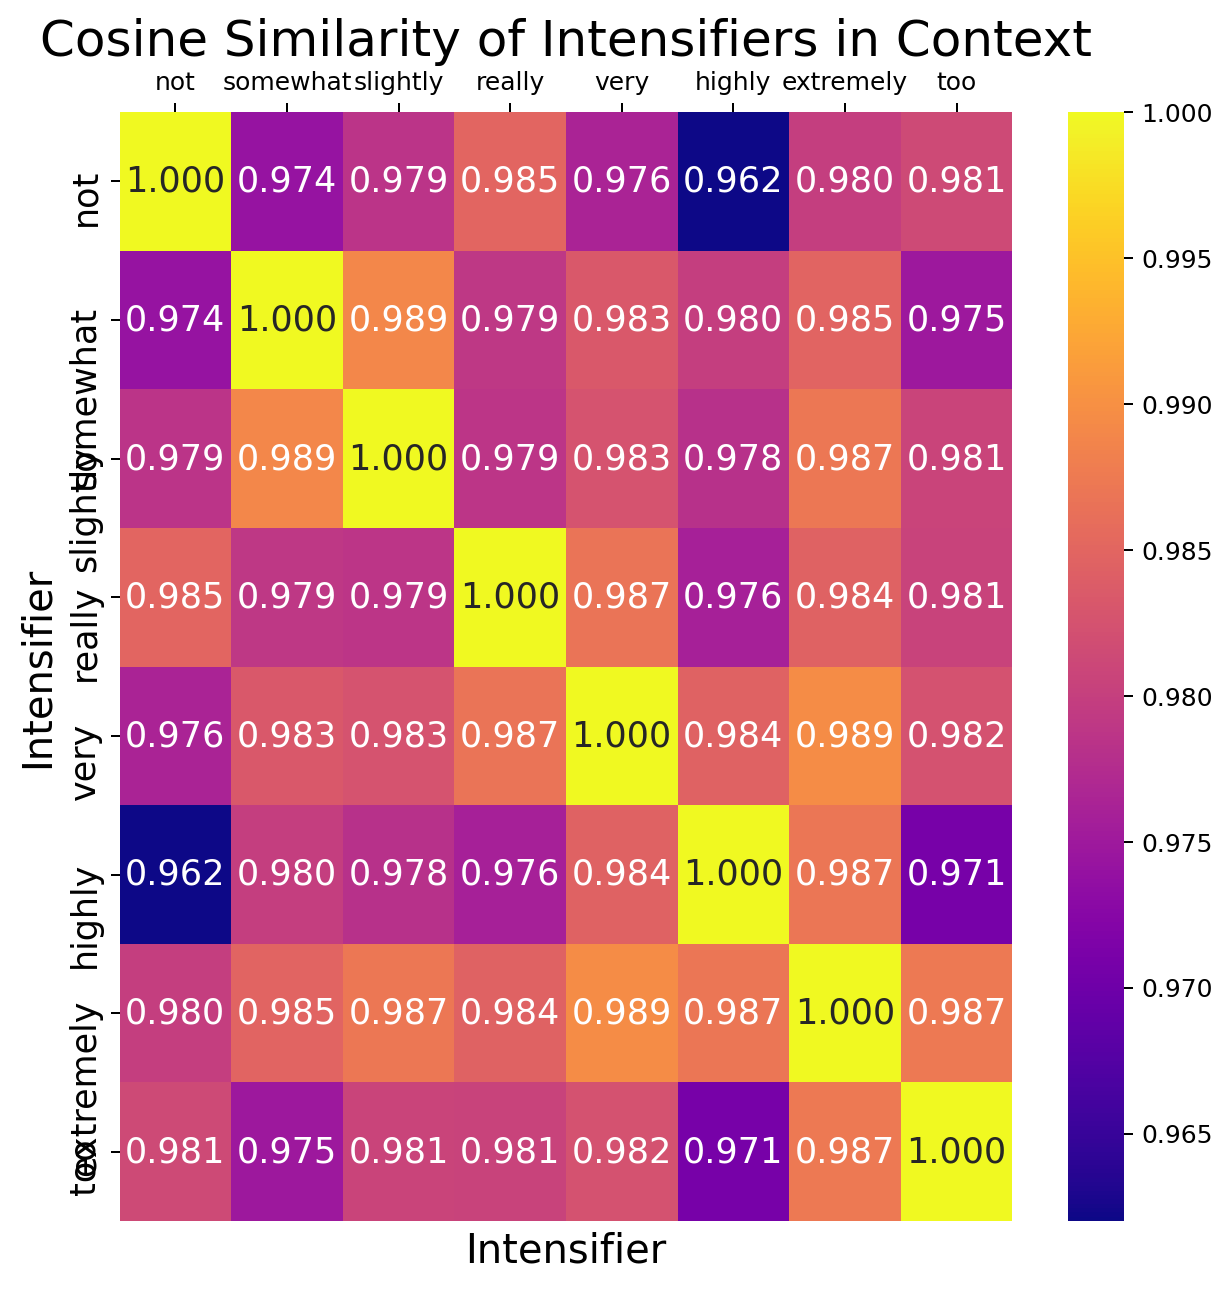 Cosine Similarity of Intensifiers in Context
not somewhat slightly really very highly extremely too
not 1.000 0.974 0.979 0.985 0.976 0.962 0.980 0.981
somewhat 0.974 1.000 0.989 0.979 0.983 0.980 0.985 0.975
slightly 0.979 0.989 1.000 0.979 0.983 0.978 0.987 0.981
really 0.985 0.979 0.979 1.000 0.987 0.976 0.984 0.981
very 0.976 0.983 0.983 0.987 1.000 0.984 0.989 0.982
highly 0.962 0.980 0.978 0.976 0.984 1.000 0.987 0.971
extremely 0.980 0.985 0.987 0.984 0.989 0.987 1.000 0.987
too 0.981 0.975 0.981 0.981 0.982 0.971 0.987 1.000
Intensifier
Intensifier
1.000
0.995
0.990
0.985
0.980
0.975
0.970
0.965